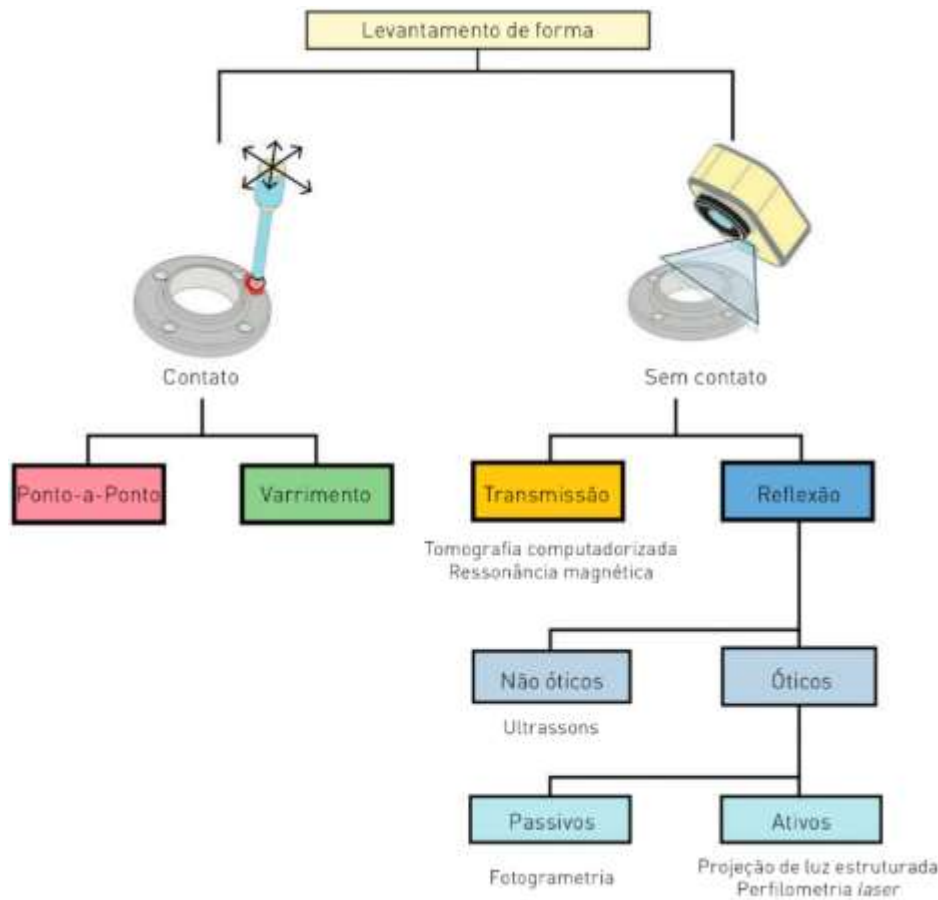 Levantamento de forma
Contato
Sem contato
Ponto-a-Ponto
Varrimento
Transmissão
Reflexão
Tomografia computadorizada
Ressonância magnética
Não óticos
Óticos
Ultrassons
Passivos
Ativos
Fotogrametria
Projeção de luz estruturada
Perfilometria laser